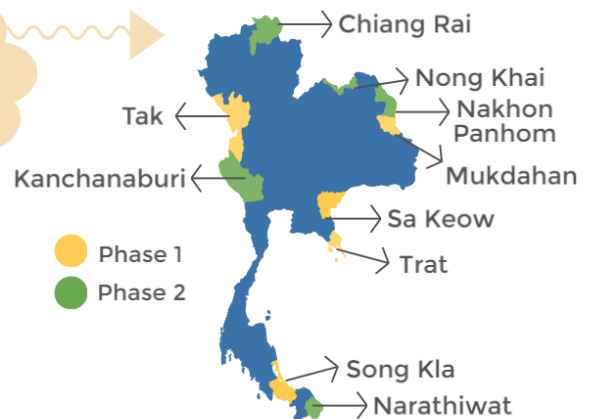 Chiang Rai
Nong Khai
Tak
Nakhon
Panhom
Mukdahan
Kanchanaburi
Sa Keow
Phase 1
Trat
Phase 2
Song Kla
Narathiwat